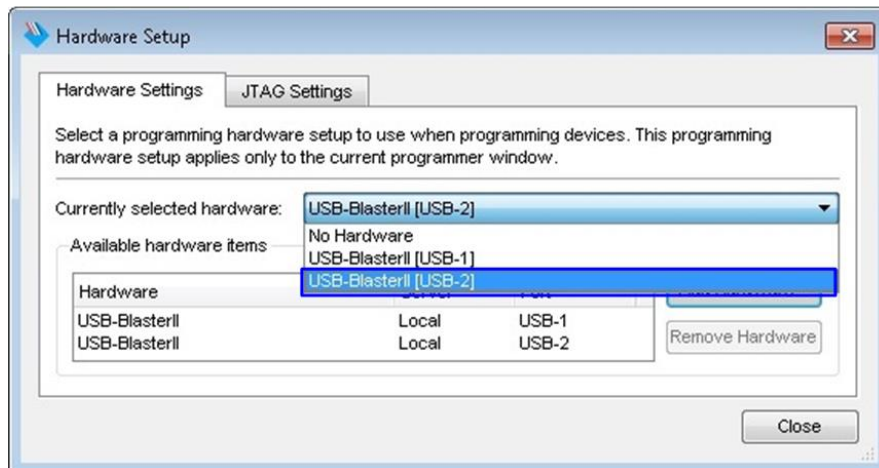 Hardware Setup
Hardware Settings
JTAG Settings
Select a programming hardware setup to use when programming devices. This programming
hardware setup applies only to the current programmer window.
Currently selected hardware:
USB-BlasterII [USB-2]
No Hardware
USB-BlasterII [USB-1]
USB-BlasterII [USB-2]
Available hardware items
Hardware
USB-BlasterII Local USB-1
USB-BlasterII Local USB-2
Remove Hardware
Close